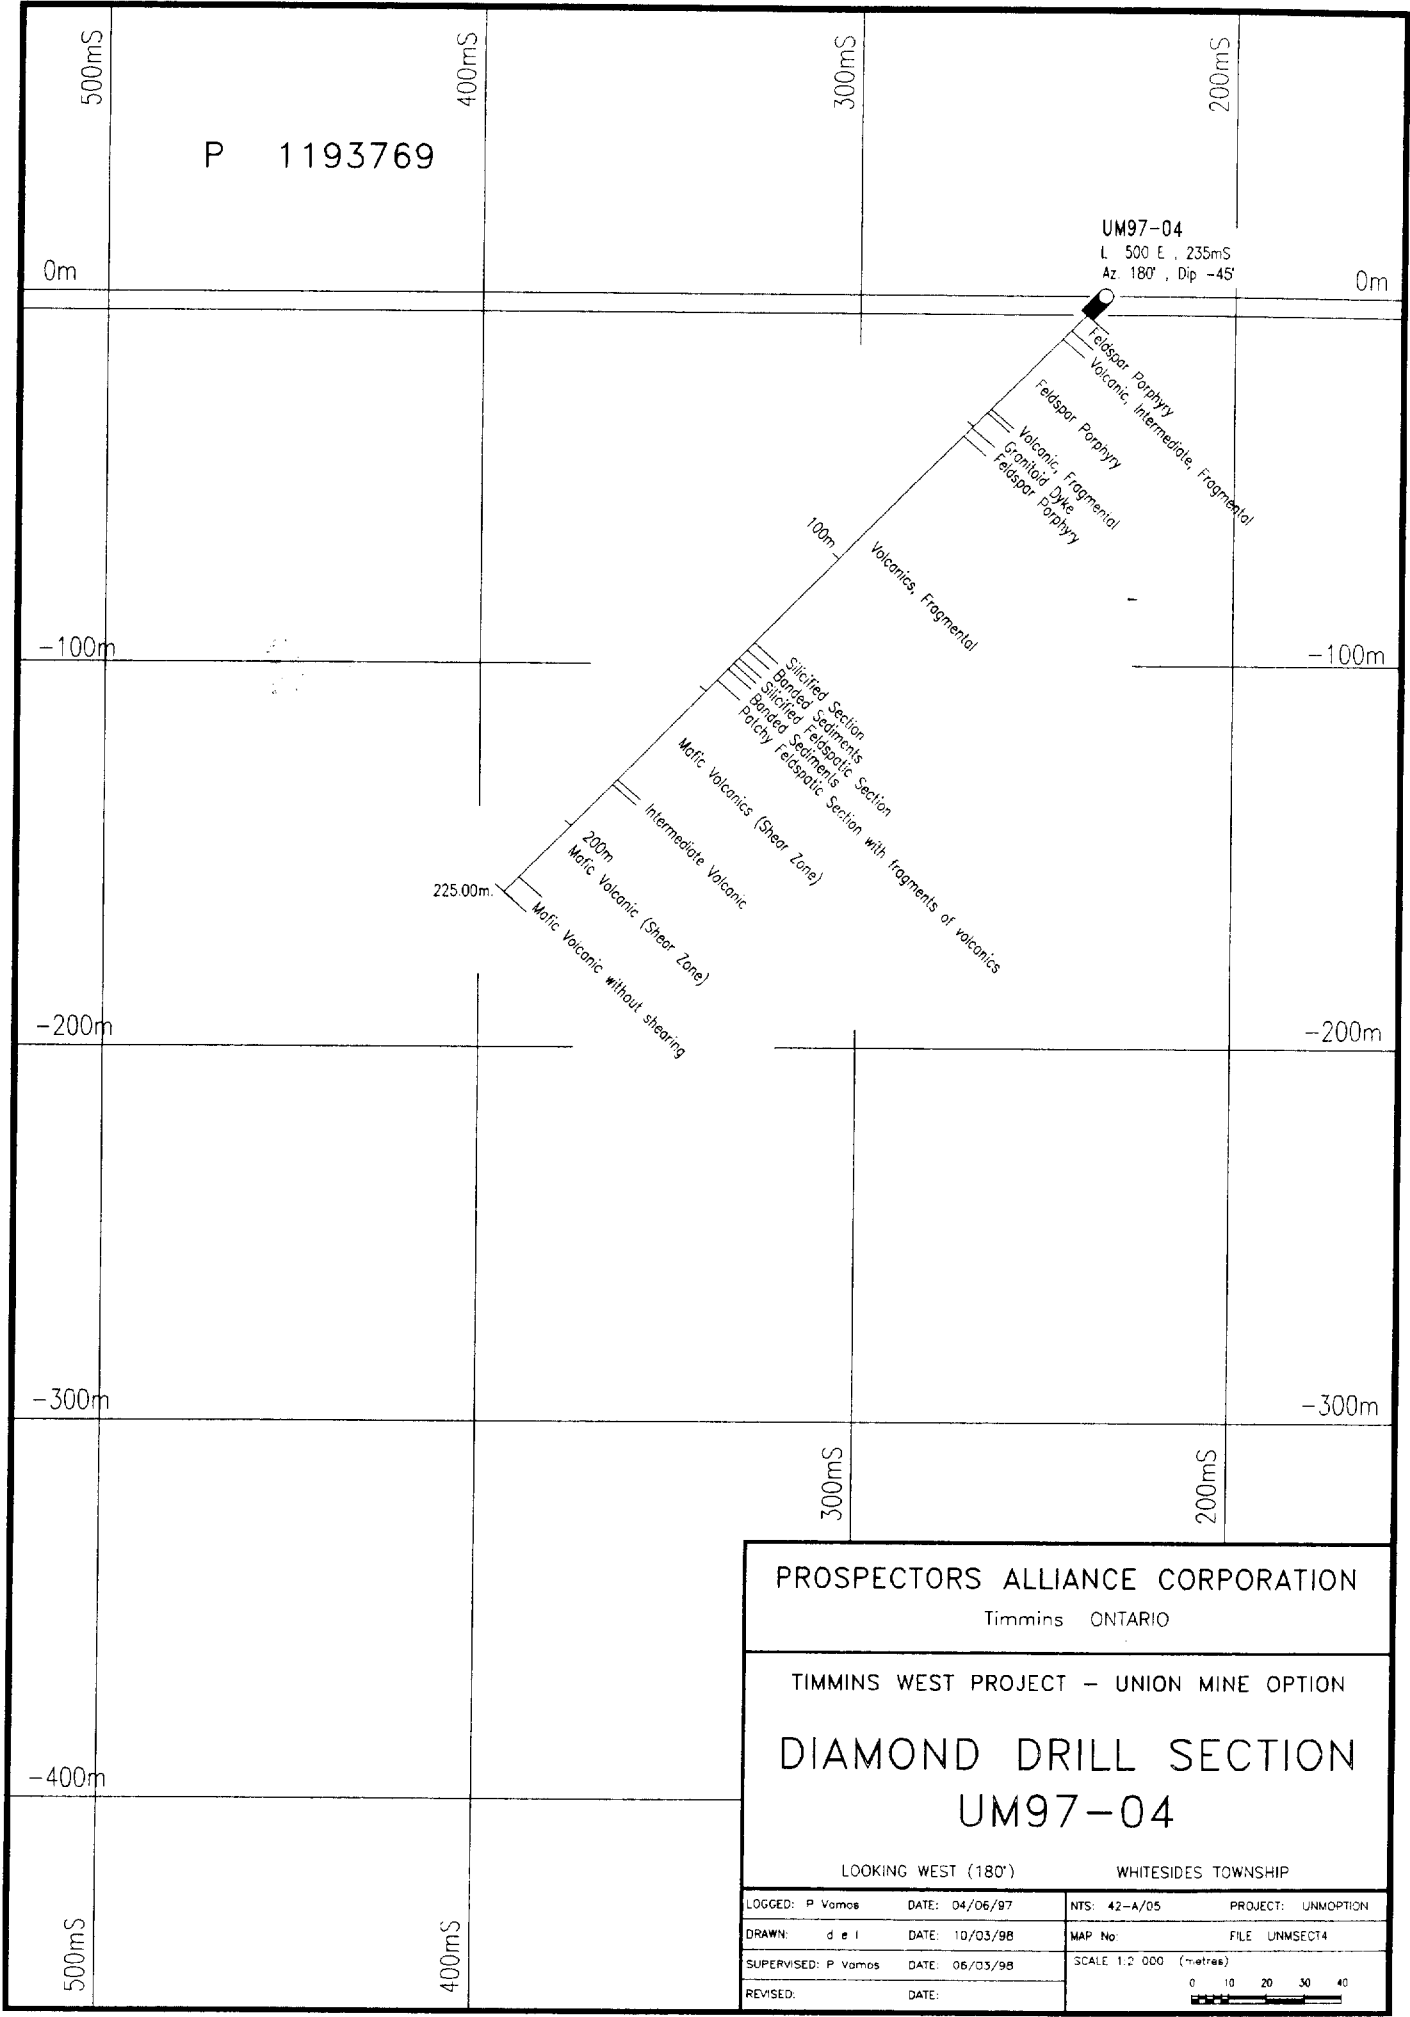 500mS
400mS
300mS
200mS
P 1193769
UM97-04
L 500 E , 235mS
Az. 180° , Dip -45°
0m
0m
Feldspar Porphyry
Volcanic, Intermediate, Fragmental
Feldspar Porphyry
Volcanic, Fragmental
Granitoid Dyke
Feldspar Porphyry
100m
Volcanics, Fragmental
-100m
-100m
Silicified Section
Banded Sediments
Silicified Feldspatic Section
Banded Sediments
Patchy Feldspatic Section with fragments of volcanics
Mafic Volcanics (Shear Zone)
Intermediate Volcanic
200m
Mafic Volcanic (Shear Zone)
225.00m.
Mafic Volcanic without shearing
-200m
-200m
-300m
-300m
300mS
200mS
-400m
500mS
400mS
PROSPECTORS ALLIANCE CORPORATION
Timmins ONTARIO
TIMMINS WEST PROJECT - UNION MINE OPTION
DIAMOND DRILL SECTION
UM97-04
LOOKING WEST (180°) WHITESIDES TOWNSHIP
LOGGED: P Vamos DATE: 04/06/97 NTS: 42-A/05 PROJECT: UNMOPTION
DRAWN: d e l DATE: 10/03/98 MAP No: FILE UNMSECT4
SUPERVISED: P Vamos DATE: 06/03/98 SCALE 1:2 000 (metres)
REVISED: DATE: 0 10 20 30 40